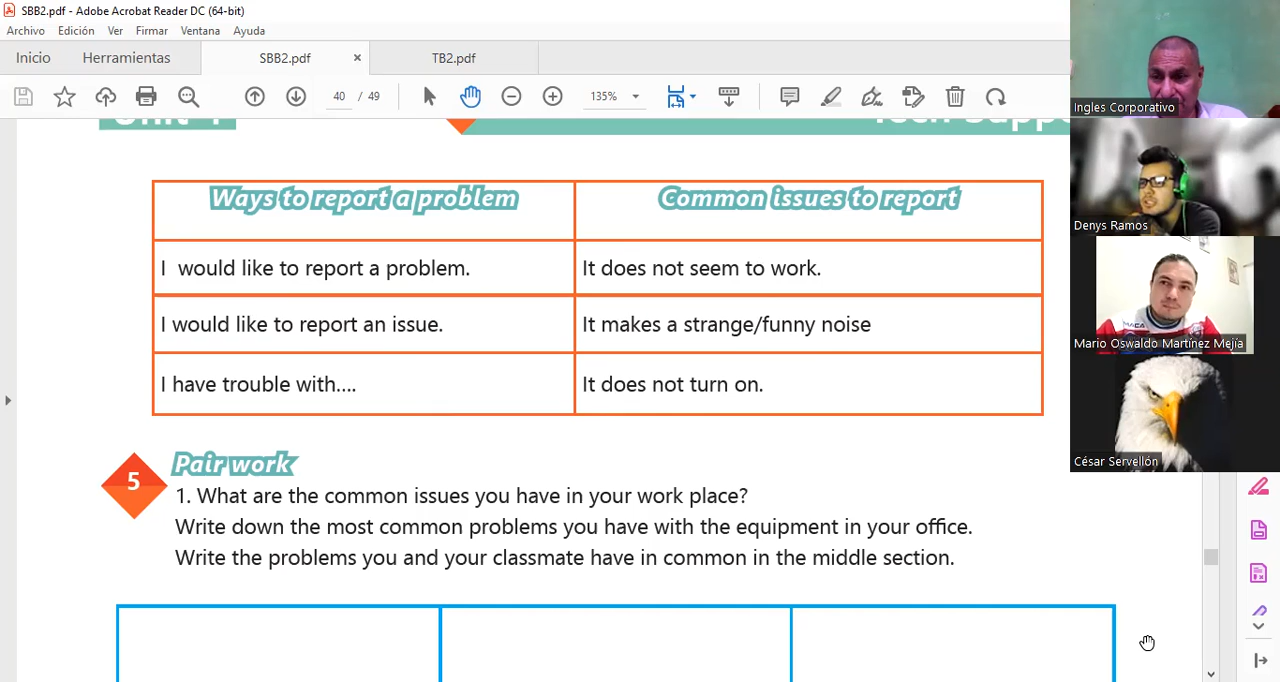 SBB2.pdf - Adobe Acrobat Reader DC (64-bit)
Archivo Edición Ver Firmar Ventana Ayuda
Inicio Herramientas SBB2.pdf × TB2.pdf
40 / 49 135%
Ways to report a problem Common issues to report
I would like to report a problem. It does not seem to work.
I would like to report an issue. It makes a strange/funny noise
I have trouble with.... It does not turn on.
5 Pair work
1. What are the common issues you have in your work place?
Write down the most common problems you have with the equipment in your office.
Write the problems you and your classmate have in common in the middle section.
Ingles Corporativo
Denys Ramos
MACA
Mario Oswaldo Martínez Mejía
César Servellón